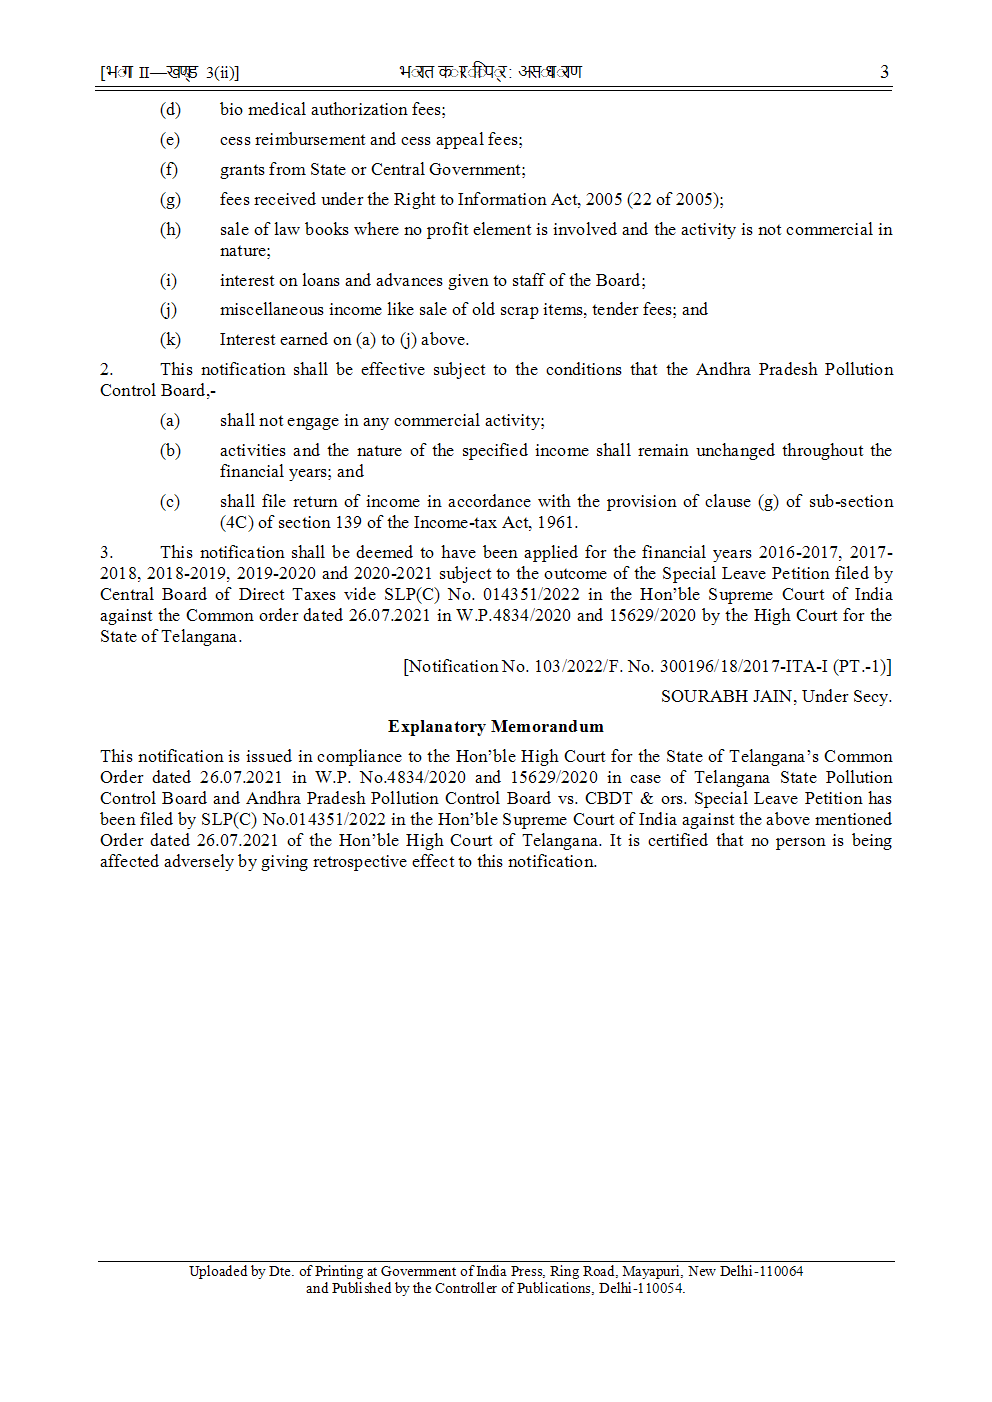 [भाग II—खण्ड 3(ii)] भारत का राजपत्र : असाधारण 3
(d) bio medical authorization fees;
(e) cess reimbursement and cess appeal fees;
(f) grants from State or Central Government;
(g) fees received under the Right to Information Act, 2005 (22 of 2005);
(h) sale of law books where no profit element is involved and the activity is not commercial in
nature;
(i) interest on loans and advances given to staff of the Board;
(j) miscellaneous income like sale of old scrap items, tender fees; and
(k) Interest earned on (a) to (j) above.
2. This notification shall be effective subject to the conditions that the Andhra Pradesh Pollution
Control Board,-
(a) shall not engage in any commercial activity;
(b) activities and the nature of the specified income shall remain unchanged throughout the
financial years; and
(c) shall file return of income in accordance with the provision of clause (g) of sub-section
(4C) of section 139 of the Income-tax Act, 1961.
3. This notification shall be deemed to have been applied for the financial years 2016-2017, 2017-
2018, 2018-2019, 2019-2020 and 2020-2021 subject to the outcome of the Special Leave Petition filed by
Central Board of Direct Taxes vide SLP(C) No. 014351/2022 in the Hon’ble Supreme Court of India
against the Common order dated 26.07.2021 in W.P.4834/2020 and 15629/2020 by the High Court for the
State of Telangana.
[Notification No. 103/2022/F. No. 300196/18/2017-ITA-I (PT.-1)]
SOURABH JAIN, Under Secy.
Explanatory Memorandum
This notification is issued in compliance to the Hon’ble High Court for the State of Telangana’s Common
Order dated 26.07.2021 in W.P. No.4834/2020 and 15629/2020 in case of Telangana State Pollution
Control Board and Andhra Pradesh Pollution Control Board vs. CBDT & ors. Special Leave Petition has
been filed by SLP(C) No.014351/2022 in the Hon’ble Supreme Court of India against the above mentioned
Order dated 26.07.2021 of the Hon’ble High Court of Telangana. It is certified that no person is being
affected adversely by giving retrospective effect to this notification.
Uploaded by Dte. of Printing at Government of India Press, Ring Road, Mayapuri, New Delhi-110064
and Published by the Controller of Publications, Delhi-110054.